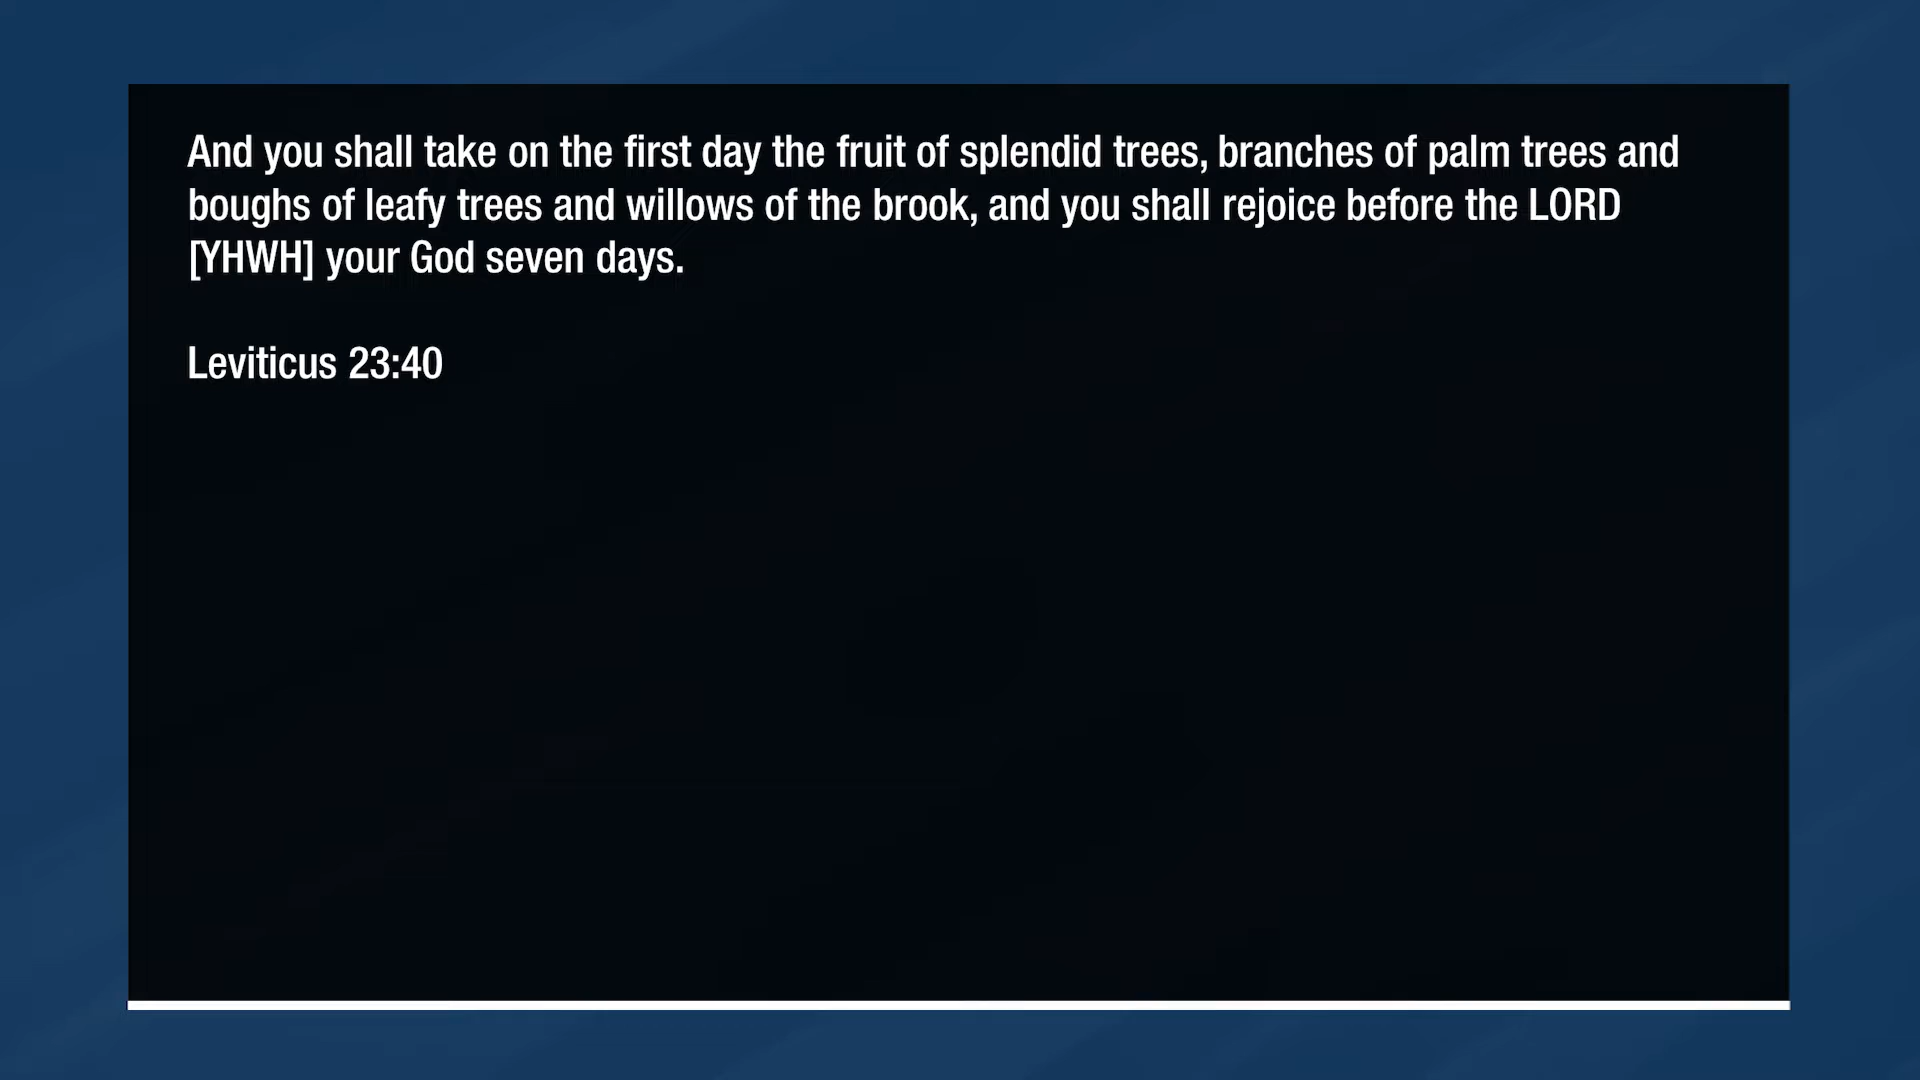 And you shall take on the first day the fruit of splendid trees, branches of palm trees and
boughs of leafy trees and willows of the brook, and you shall rejoice before the LORD
[YHWH] your God seven days.
Leviticus 23:40